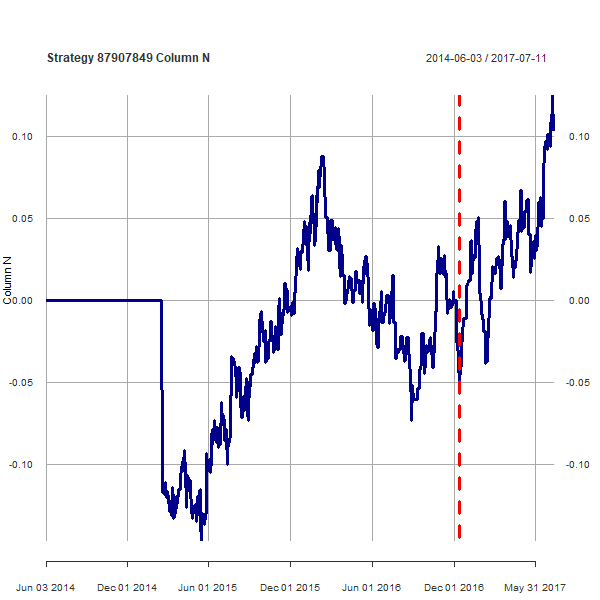 Strategy 87907849 Column N
2014-06-03 / 2017-07-11
0.10
0.10
0.05
0.05
Column N
0.00
0.00
-0.05
-0.05
-0.10
-0.10
Jun 03 2014
Dec 01 2014
Jun 01 2015
Dec 01 2015
Jun 01 2016
Dec 01 2016
May 31 2017